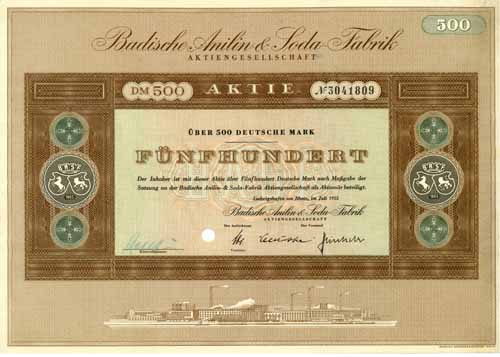 500
Badische Anilin & Soda-Fabrik
AKTIENGESELLSCHAFT
DM 500
AKTIE
№3041809
ÜBER 500 DEUTSCHE MARK
FÜNFHUNDERT
Der Inhaber ist mit dieser Aktie über Fünfhundert Deutsche Mark nach Maßgabe der
Satzung an der Badische Anilin- & Soda-Fabrik Aktiengesellschaft als Aktionär beteiligt.
Ludwigshafen am Rhein, im Juli 1955
Badische Anilin & Soda-Fabrik
AKTIENGESELLSCHAFT
Der Aufsichtsrat
Der Vorstand